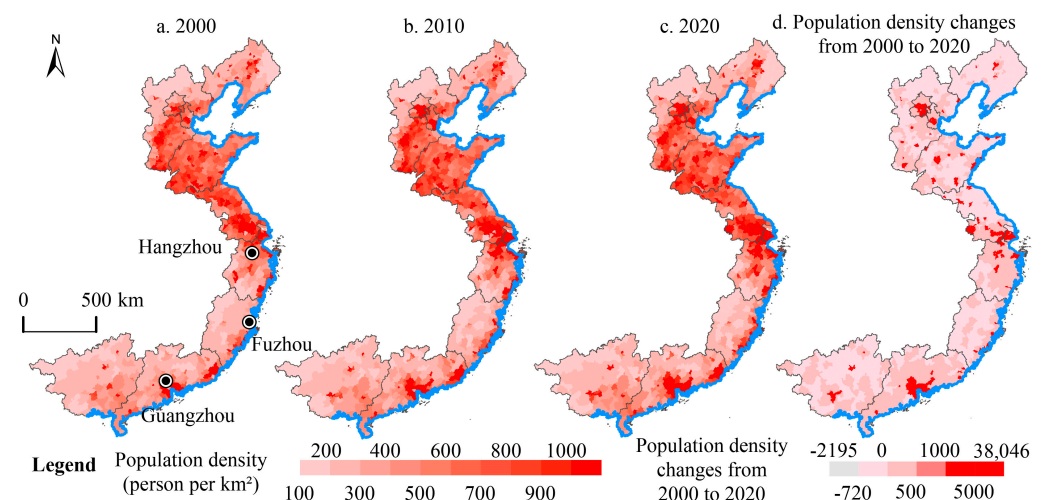 a. 2000
b. 2010
c. 2020
d. Population density changes
from 2000 to 2020
N
Hangzhou
0 500 km
Fuzhou
Guangzhou
Legend
Population density
(person per km²)
200 400 600 800 1000
100 300 500 700 900
Population density
changes from
2000 to 2020
-2195 0 1000 38,046
-720 500 5000